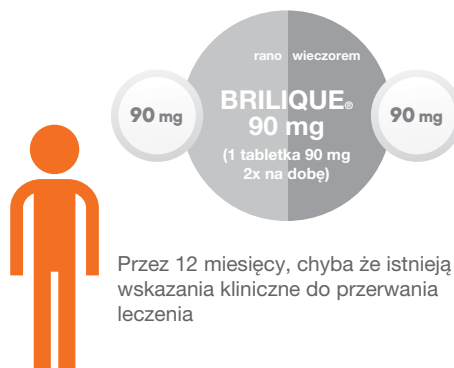 rano wieczorem
90 mg
BRILIQUE®
90 mg
(1 tabletka 90 mg
2x na dobę)
90 mg
Przez 12 miesięcy, chyba że istnieją
wskazania kliniczne do przerwania
leczenia